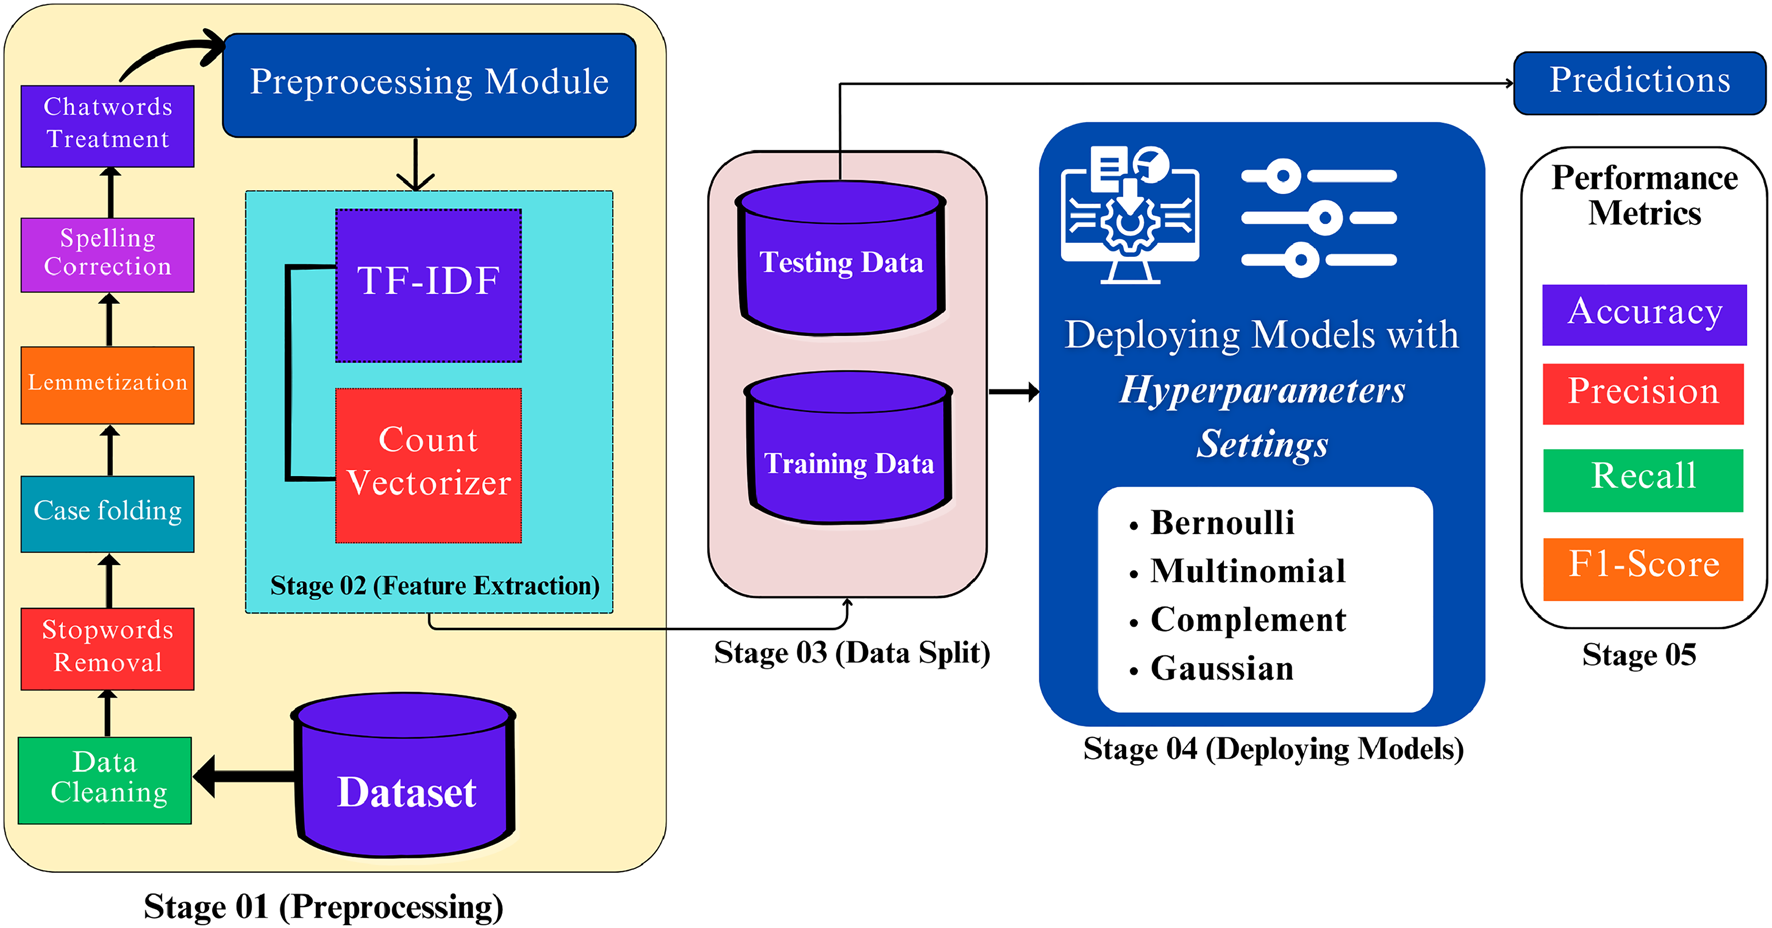 Preprocessing Module
Chatwords
Treatment
Spelling
Correction
Lemmetization
Case folding
Stopwords
Removal
Data
Cleaning
Dataset
Stage 01 (Preprocessing)
TF-IDF
Count
Vectorizer
Stage 02 (Feature Extraction)
Testing Data
Training Data
Stage 03 (Data Split)
Deploying Models with
Hyperparameters
Settings
• Bernoulli
• Multinomial
• Complement
• Gaussian
Stage 04 (Deploying Models)
Predictions
Performance
Metrics
Accuracy
Precision
Recall
F1-Score
Stage 05